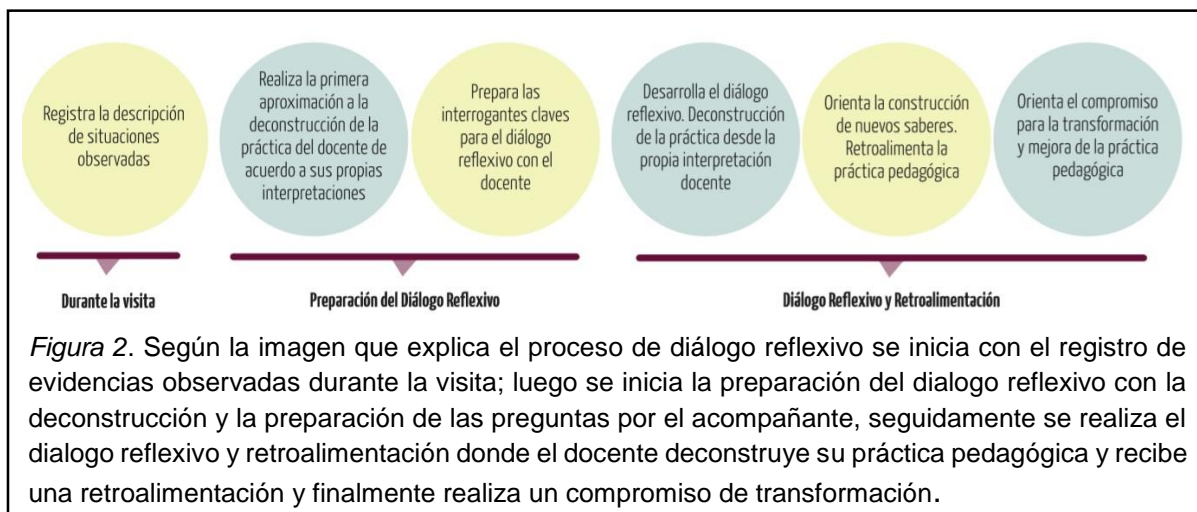 Registra la descripción
de situaciones
observadas
Realiza la primera
aproximación a la
deconstrucción de la
práctica del docente de
acuerdo a sus propias
interpretaciones
Prepara las
interrogantes claves
para el diálogo
reflexivo con el
docente
Desarrolla el diálogo
reflexivo. Deconstrucción
de la práctica desde la
propia interpretación
docente
Orienta la construcción
de nuevos saberes.
Retroalimenta la
práctica pedagógica
Orienta el compromiso
para la transformación
y mejora de la práctica
pedagógica
Durante la visita
Preparación del Diálogo Reflexivo
Diálogo Reflexivo y Retroalimentación
Figura 2. Según la imagen que explica el proceso de diálogo reflexivo se inicia con el registro de
evidencias observadas durante la visita; luego se inicia la preparación del dialogo reflexivo con la
deconstrucción y la preparación de las preguntas por el acompañante, seguidamente se realiza el
dialogo reflexivo y retroalimentación donde el docente deconstruye su práctica pedagógica y recibe
una retroalimentación y finalmente realiza un compromiso de transformación.